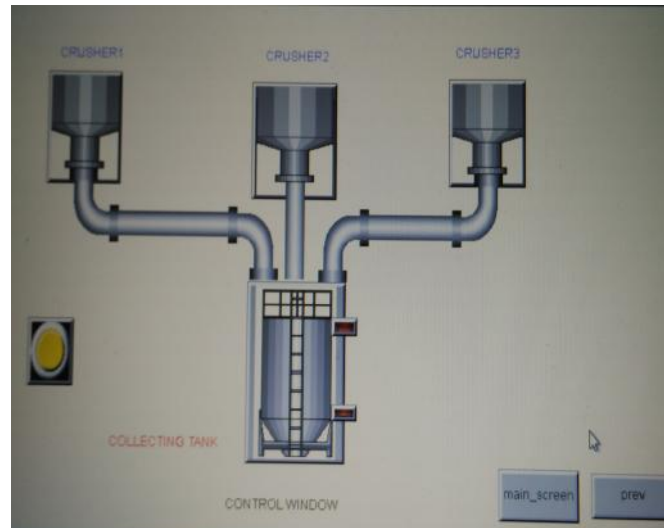 CRUSHER1
CRUSHER2
CRUSHER3
COLLECTING TANK
CONTROL WINDOW
main_screen
prev